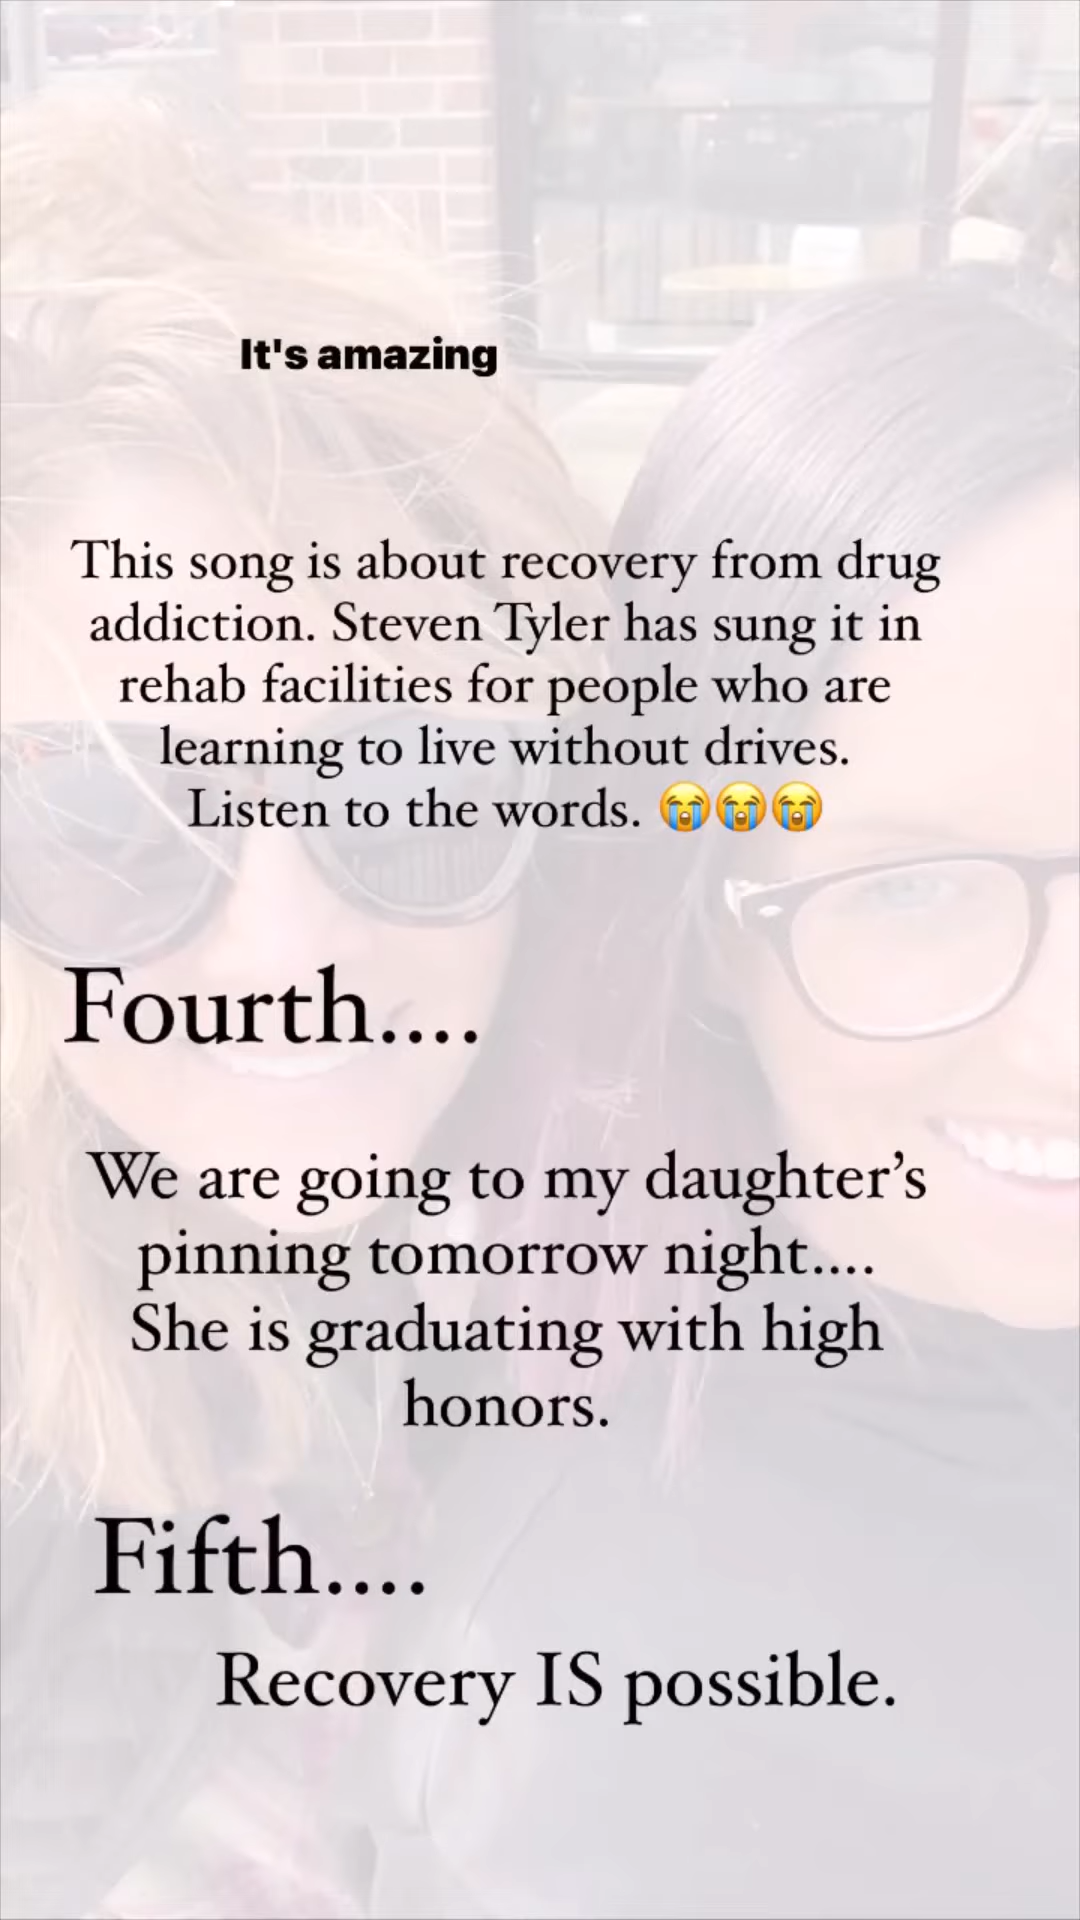 It's amazing
This song is about recovery from drug
addiction. Steven Tyler has sung it in
rehab facilities for people who are
learning to live without drives.
Listen to the words. 😭😭😭
Fourth....
We are going to my daughter’s
pinning tomorrow night....
She is graduating with high
honors.
Fifth....
Recovery IS possible.